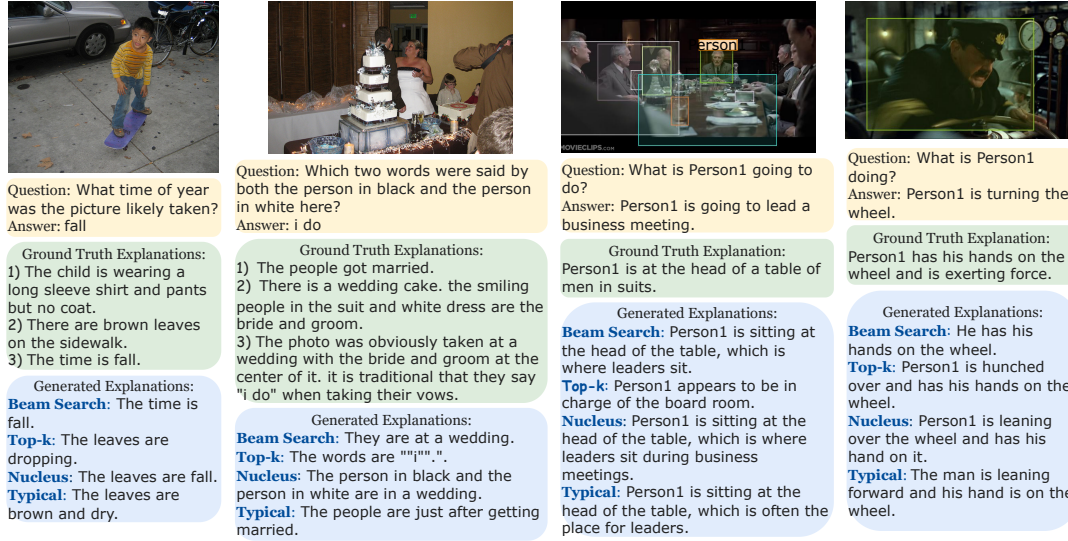 Question: What time of year
was the picture likely taken?
Answer: fall
Ground Truth Explanations:
1) The child is wearing a
long sleeve shirt and pants
but no coat.
2) There are brown leaves
on the sidewalk.
3) The time is fall.
Generated Explanations:
Beam Search: The time is
fall.
Top-k: The leaves are
dropping.
Nucleus: The leaves are fall.
Typical: The leaves are
brown and dry.
Question: Which two words were said by
both the person in black and the person
in white here?
Answer: i do
Ground Truth Explanations:
1) The people got married.
2) There is a wedding cake. the smiling
people in the suit and white dress are the
bride and groom.
3) The photo was obviously taken at a
wedding with the bride and groom at the
center of it. it is traditional that they say
"i do" when taking their vows.
Generated Explanations:
Beam Search: They are at a wedding.
Top-k: The words are ""i"".".
Nucleus: The person in black and the
person in white are in a wedding.
Typical: The people are just after getting
married.
erson
MOVIECLIPS.COM
Question: What is Person1 going to
do?
Answer: Person1 is going to lead a
business meeting.
Ground Truth Explanation:
Person1 is at the head of a table of
men in suits.
Generated Explanations:
Beam Search: Person1 is sitting at
the head of the table, which is
where leaders sit.
Top-k: Person1 appears to be in
charge of the board room.
Nucleus: Person1 is sitting at the
head of the table, which is where
leaders sit during business
meetings.
Typical: Person1 is sitting at the
head of the table, which is often the
place for leaders.
Question: What is Person1
doing?
Answer: Person1 is turning the
wheel.
Ground Truth Explanation:
Person1 has his hands on the
wheel and is exerting force.
Generated Explanations:
Beam Search: He has his
hands on the wheel.
Top-k: Person1 is hunched
over and has his hands on the
wheel.
Nucleus: Person1 is leaning
over the wheel and has his
hand on it.
Typical: The man is leaning
forward and his hand is on the
wheel.